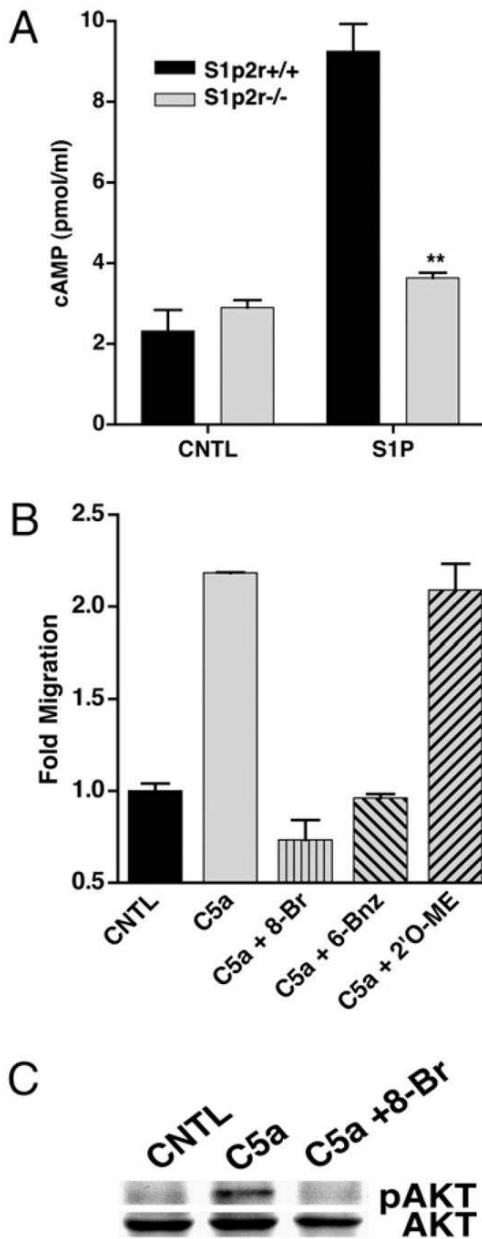 A
S1p2r+/+
S1p2r-/-
cAMP (pmol/ml)
10
8
6
4
2
0
**
CNTL
S1P
B
Fold Migration
2.5
2.0
1.5
1.0
0.5
CNTL
C5a
C5a + 8-Br
C5a + 6-Bnz
C5a + 2'O-ME
C
CNTL
C5a
C5a +8-Br
pAKT
AKT